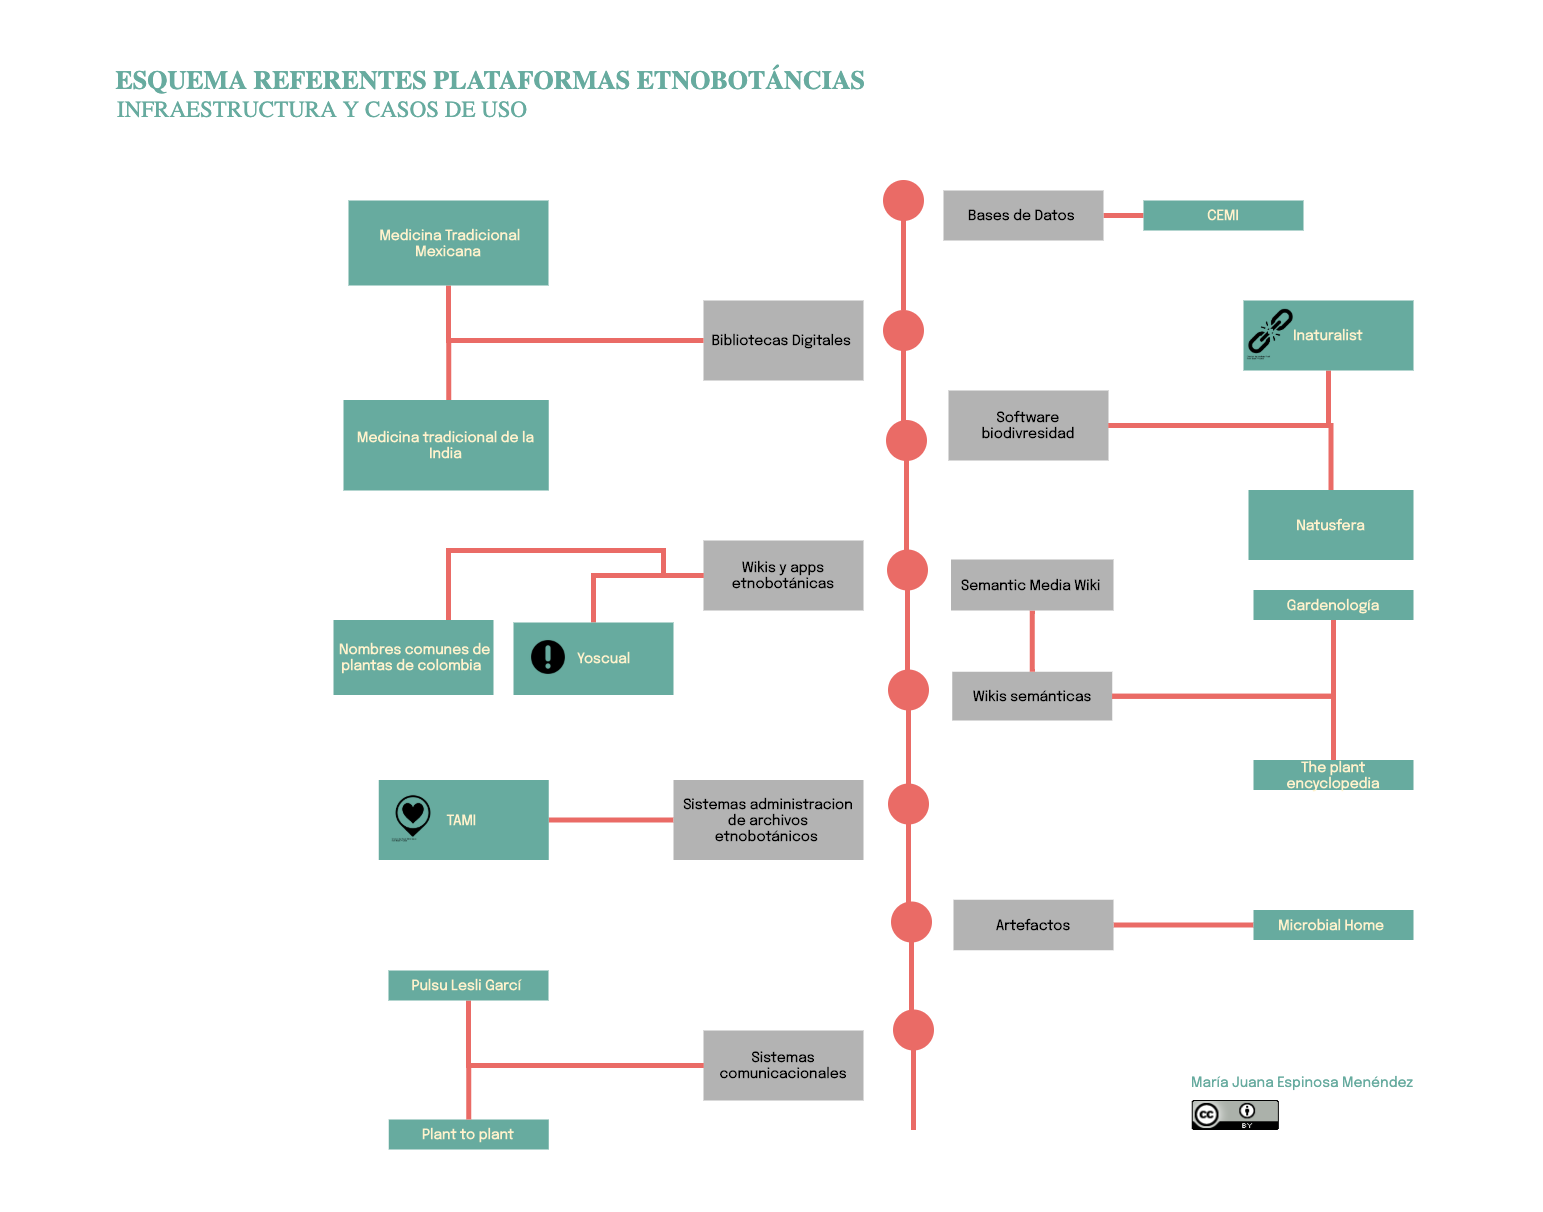 ESQUEMA REFERENTES PLATAFORMAS ETNOBOTÁNCIAS
INFRAESTRUCTURA Y CASOS DE USO
Bases de Datos
CEMI
Medicina Tradicional
Mexicana
Bibliotecas Digitales
Medicina tradicional de la
India
Inaturalist
Software
biodivresidad
Natusfera
Wikis y apps
etnobotánicas
Nombres comunes de
plantas de colombia
Yoscual
Semantic Media Wiki
Wikis semánticas
Gardenología
The plant
encyclopedia
TAMI
Sistemas administracion
de archivos
etnobotánicos
Artefactos
Microbial Home
Pulsu Lesli Garcí
Sistemas
comunicacionales
Plant to plant
María Juana Espinosa Menéndez
cc
BY